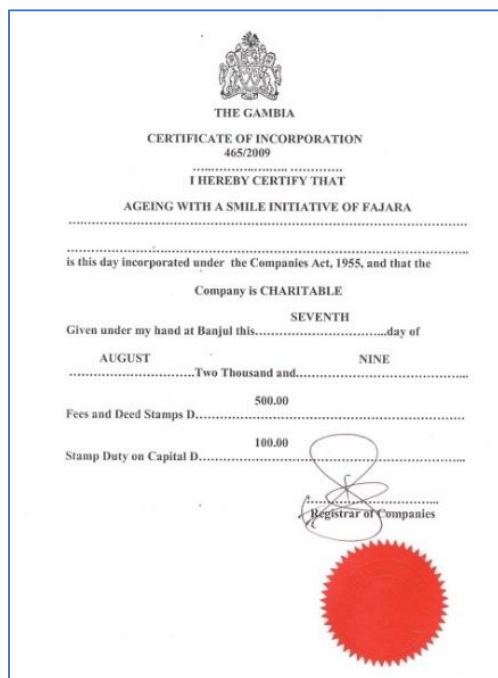 THE GAMBIA
CERTIFICATE OF INCORPORATION
465/2009
I HEREBY CERTIFY THAT
AGEING WITH A SMILE INITIATIVE OF FAJARA
is this day incorporated under the Companies Act, 1955, and that the
Company is CHARITABLE
SEVENTH
Given under my hand at Banjul this..............................day of
AUGUST NINE
..............................Two Thousand and..............................
500.00
Fees and Deed Stamps D..............................
100.00
Stamp Duty on Capital D..............................
Registrar of Companies